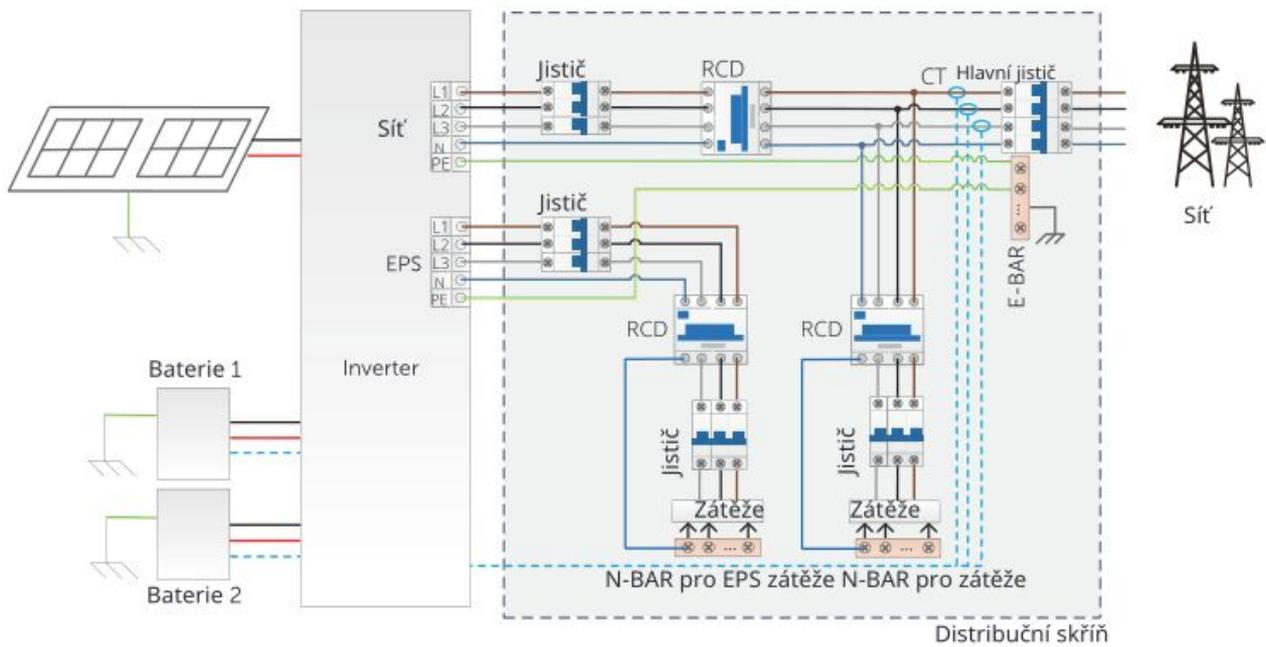 Jistič
RCD
CT
Hlavní jistič
L1
L2
L3
N
PE
Síť
Síť
Jistič
L1
L2
L3
N
PE
EPS
E-BAR
RCD
RCD
Inverter
Baterie 1
Jistič
Jistič
Zátěže
Zátěže
...
...
...
N-BAR pro EPS zátěže N-BAR pro zátěže
Baterie 2
Distribuční skříň